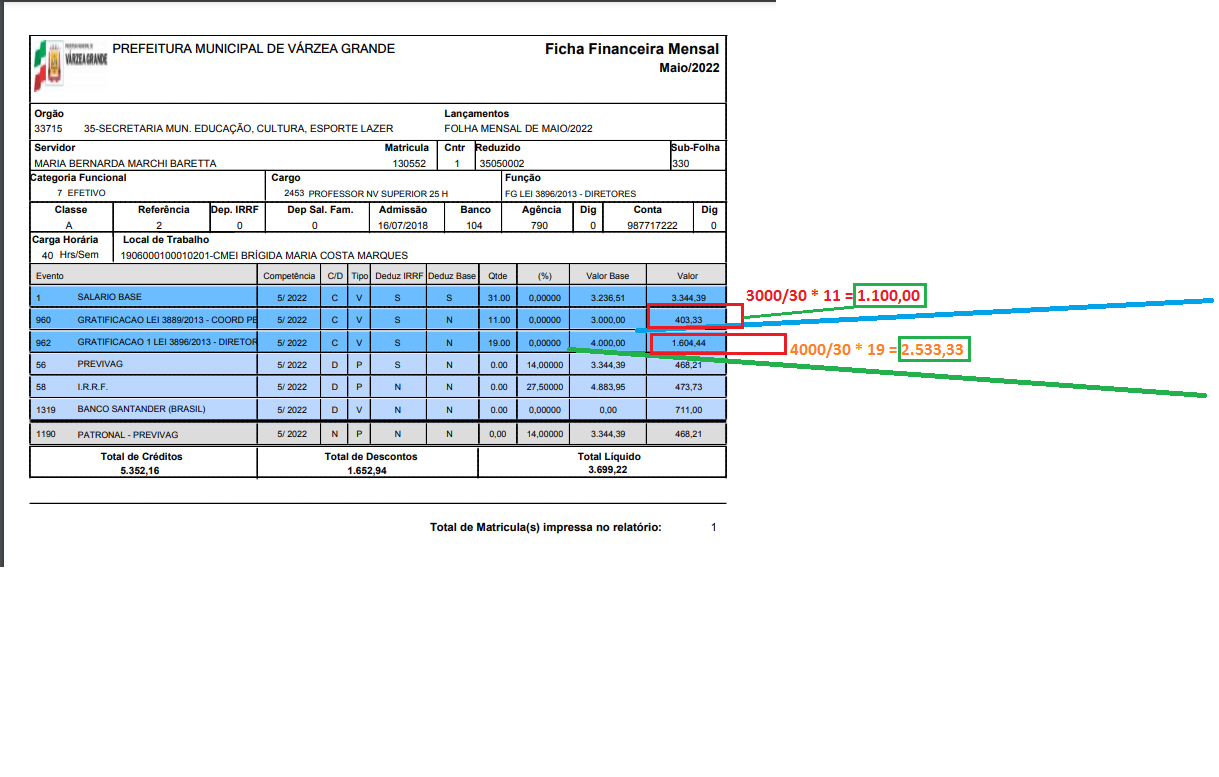 VÁRZEA GRANDE
PREFEITURA MUNICIPAL DE VÁRZEA GRANDE
Ficha Financeira Mensal
Maio/2022
Orgão Lançamentos
33715 35-SECRETARIA MUN. EDUCAÇÃO, CULTURA, ESPORTE LAZER FOLHA MENSAL DE MAIO/2022
Servidor Matricula Cntr Reduzido Sub-Folha
MARIA BERNARDA MARCHI BARETTA 130552 1 35050002 330
Categoria Funcional Cargo Função
7 EFETIVO 2453 PROFESSOR NV SUPERIOR 25 H FG LEI 3896/2013 - DIRETORES
Classe Referência Dep. IRRF Dep Sal. Fam. Admissão Banco Agência Dig Conta Dig
A 2 0 0 16/07/2018 104 790 0 987717222 0
Carga Horária Local de Trabalho
40 Hrs/Sem 1906000100010201-CMEI BRÍGIDA MARIA COSTA MARQUES
Evento Competência C/D Tipo Deduz IRRF Deduz Base Qtde (%) Valor Base Valor
1 SALARIO BASE 5/ 2022 C V S S 31.00 0,00000 3.236,51 3.344,39
3000/30 * 11 = 1.100,00
960 GRATIFICACAO LEI 3889/2013 - COORD PE 5/ 2022 C V S N 11.00 0,00000 3.000,00 403,33
962 GRATIFICACAO 1 LEI 3896/2013 - DIRETOR 5/ 2022 C V S N 19.00 0,00000 4.000,00 1.604,44
4000/30 * 19 = 2.533,33
56 PREVIVAG 5/ 2022 D P S N 0.00 14,00000 3.344,39 468,21
58 I.R.R.F. 5/ 2022 D P N N 0.00 27,50000 4.883,95 473,73
1319 BANCO SANTANDER (BRASIL) 5/ 2022 D V N N 0.00 0,00000 0,00 711,00
1190 PATRONAL - PREVIVAG 5/ 2022 N P N N 0,00 14,00000 3.344,39 468,21
Total de Créditos Total de Descontos Total Líquido
5.352,16 1.652,94 3.699,22
Total de Matricula(s) impressa no relatório: 1